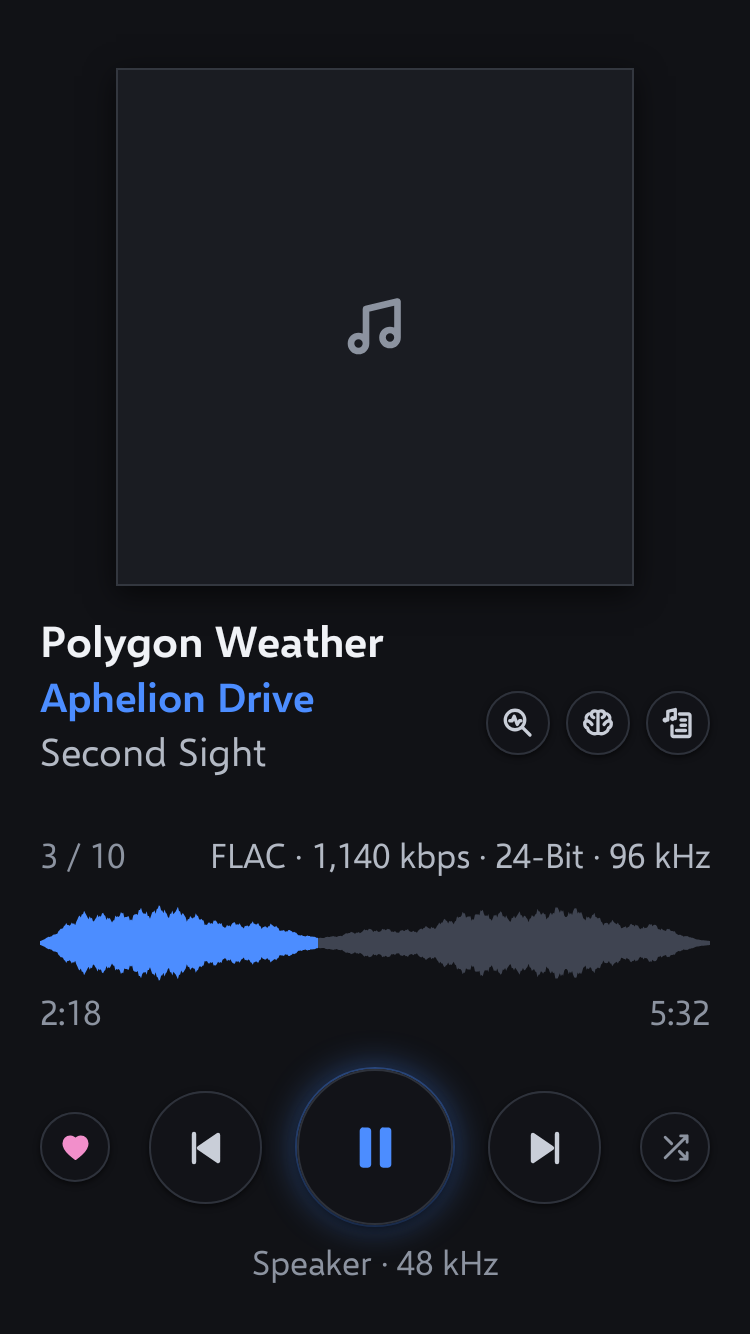 Polygon Weather
Aphelion Drive
Second Sight
3 / 10
FLAC · 1,140 kbps · 24-Bit · 96 kHz
2:18
5:32
Speaker · 48 kHz